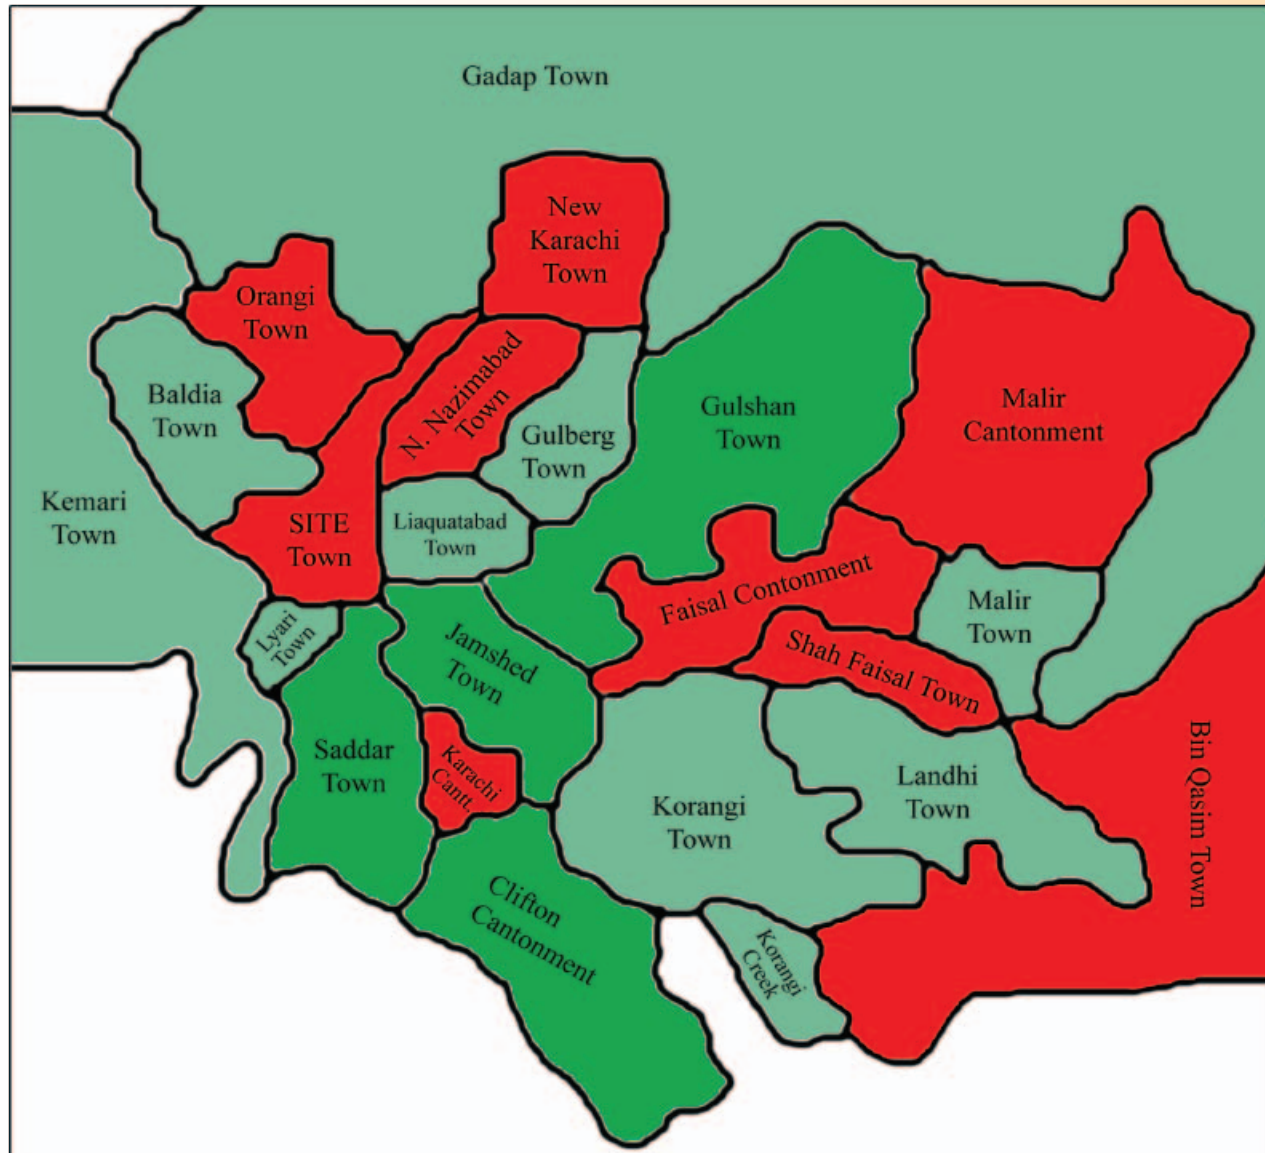 Gadap Town
New
Karachi
Town
Orangi
Town
N. Nazimabad
Town
Baldia
Town
Gulshan
Town
Malir
Cantonment
Gulberg
Town
Kemari
Town
SITE
Town
Liaquatabad
Town
Faisal Contonment
Malir
Town
Lyari
Town
Jamshed
Town
Shah Faisal Town
Saddar
Town
Karachi
Cantt.
Korangi
Town
Landhi
Town
Bin Qasim Town
Clifton
Cantonment
Korangi
Creek